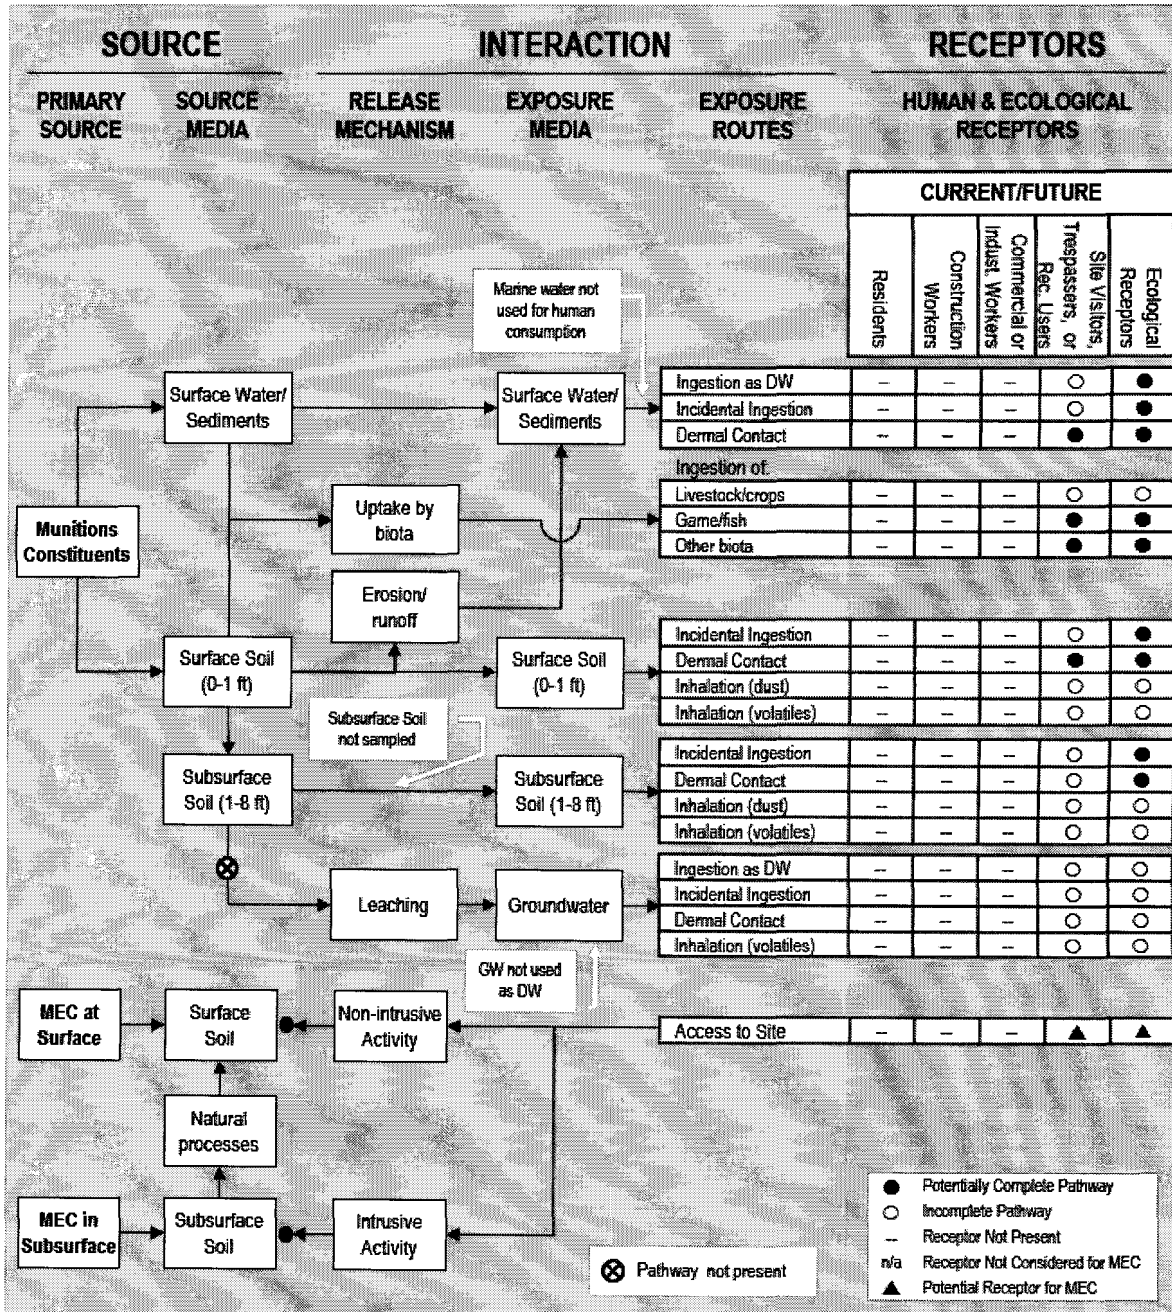 SOURCE
INTERACTION
RECEPTORS
PRIMARY
SOURCE
SOURCE
MEDIA
RELEASE
MECHANISM
EXPOSURE
MEDIA
EXPOSURE
ROUTES
HUMAN & ECOLOGICAL
RECEPTORS
CURRENT/FUTURE
Residents
Construction
Workers
Commercial or
Indust. Workers
Site Visitors,
Trespassers, or
Rec. Users
Ecological
Receptors
Marine water not
used for human
consumption
Surface Water/
Sediments
Surface Water/
Sediments
Ingestion as DW -- -- -- ○ ●
Incidental Ingestion -- -- -- ○ ●
Dermal Contact -- -- -- ● ●
Ingestion of:
Livestock/crops -- -- -- ○ ○
Game/fish -- -- -- ● ●
Other biota -- -- -- ● ●
Munitions
Constituents
Uptake by
biota
Erosion/
runoff
Surface Soil
(0-1 ft)
Surface Soil
(0-1 ft)
Incidental Ingestion -- -- -- ○ ●
Dermal Contact -- -- -- ● ●
Inhalation (dust) -- -- -- ○ ○
Inhalation (volatiles) -- -- -- ○ ○
Subsurface Soil
not sampled
Subsurface
Soil (1-8 ft)
Subsurface
Soil (1-8 ft)
Incidental Ingestion -- -- -- ○ ●
Dermal Contact -- -- -- ○ ●
Inhalation (dust) -- -- -- ○ ○
Inhalation (volatiles) -- -- -- ○ ○
Leaching
Groundwater
Ingestion as DW -- -- -- ○ ○
Incidental Ingestion -- -- -- ○ ○
Dermal Contact -- -- -- ○ ○
Inhalation (volatiles) -- -- -- ○ ○
GW not used
as DW
MEC at
Surface
Surface
Soil
Non-intrusive
Activity
Access to Site -- -- -- ▲ ▲
Natural
processes
MEC in
Subsurface
Subsurface
Soil
Intrusive
Activity
⊗ Pathway not present
● Potentially Complete Pathway
○ Incomplete Pathway
-- Receptor Not Present
n/a Receptor Not Considered for MEC
▲ Potential Receptor for MEC